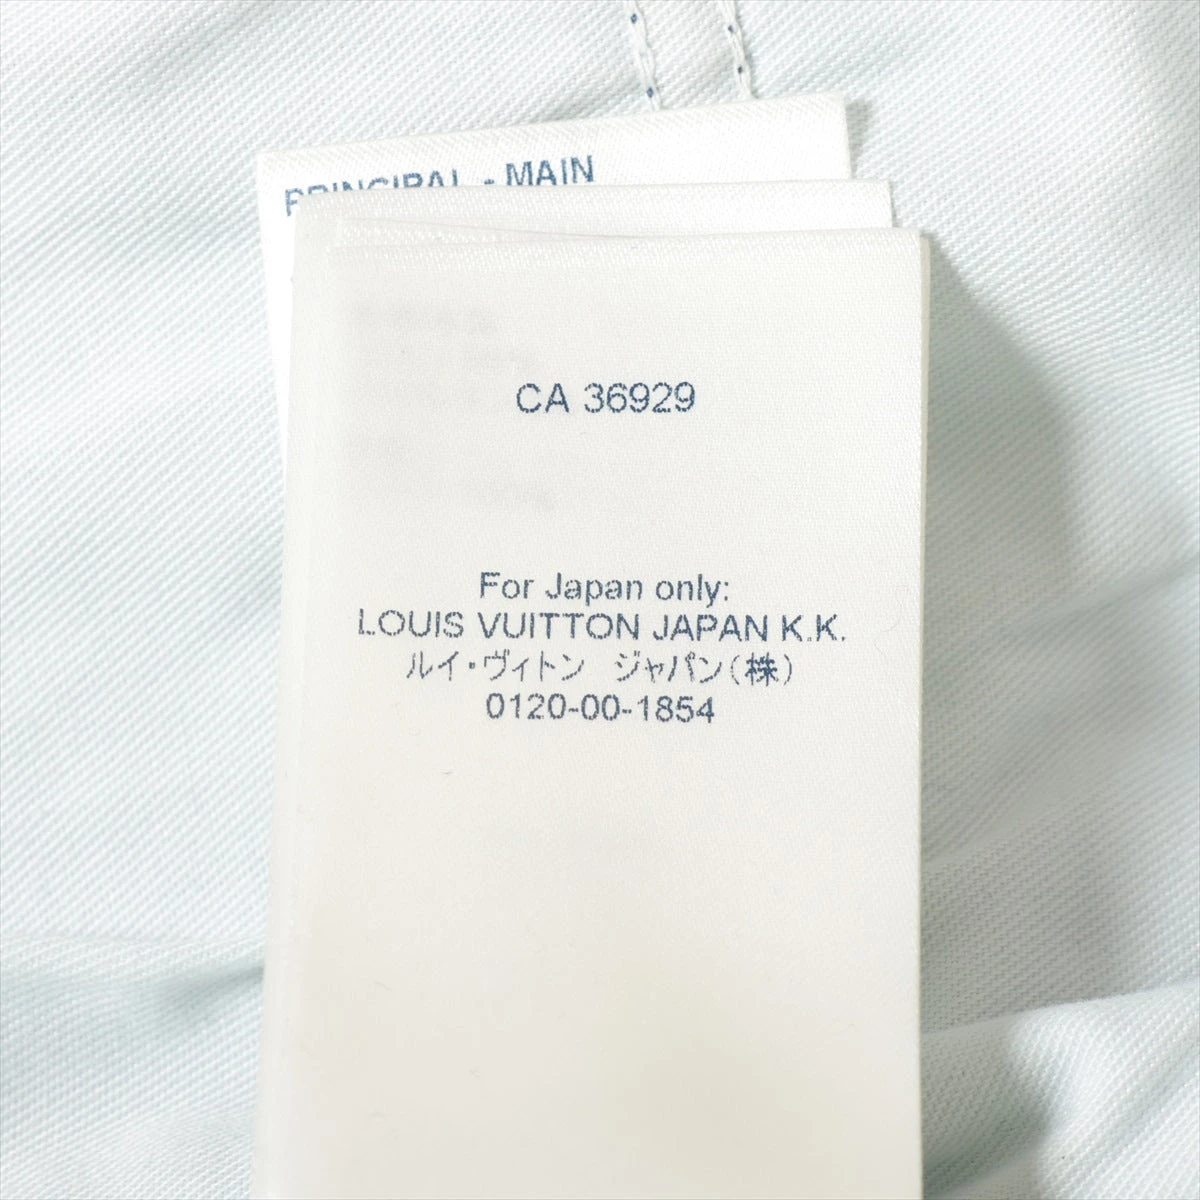 PRINCIPAL - MAIN
CA 36929
For Japan only:
LOUIS VUITTON JAPAN K.K.
ルイ・ヴィトン　ジャパン(株)
0120-00-1854